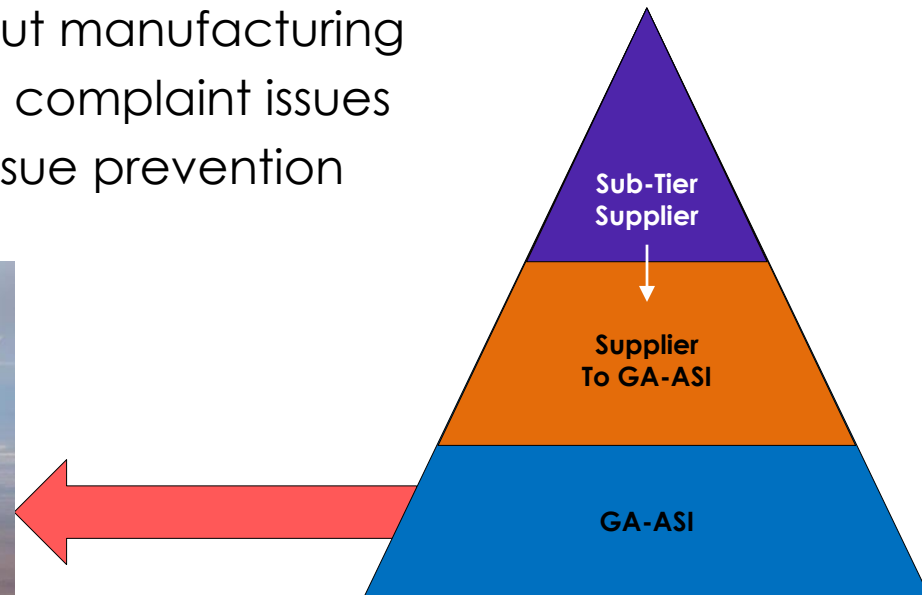 ut manufacturing
complaint issues
sue prevention
Sub-Tier
Supplier
Supplier
To GA-ASI
GA-ASI